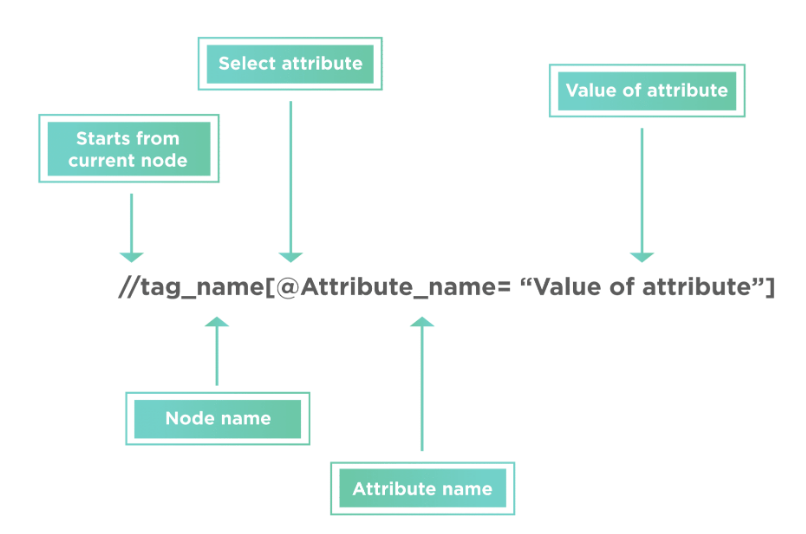 Select attribute
Value of attribute
Starts from
current node
//tag_name[@Attribute_name= “Value of attribute”]
Node name
Attribute name